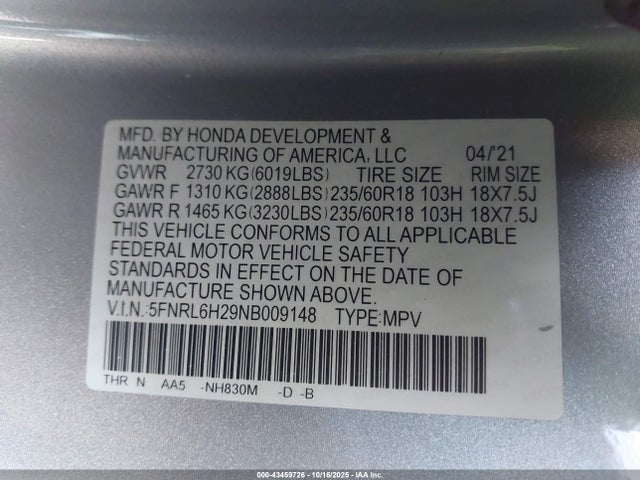 MFD. BY HONDA DEVELOPMENT &
MANUFACTURING OF AMERICA, LLC 04/'21
GVWR 2730 KG(6019LBS) TIRE SIZE RIM SIZE
GAWR F 1310 KG(2888LBS) 235/60R18 103H 18X7.5J
GAWR R 1465 KG(3230LBS) 235/60R18 103H 18X7.5J
THIS VEHICLE CONFORMS TO ALL APPLICABLE
FEDERAL MOTOR VEHICLE SAFETY
STANDARDS IN EFFECT ON THE DATE OF
MANUFACTURE SHOWN ABOVE.
V.I.N.:5FNRL6H29NB009148 TYPE:MPV
THR N AA5 -NH830M -D -B
000-43459726 - 10/16/2025 - IAA Inc.